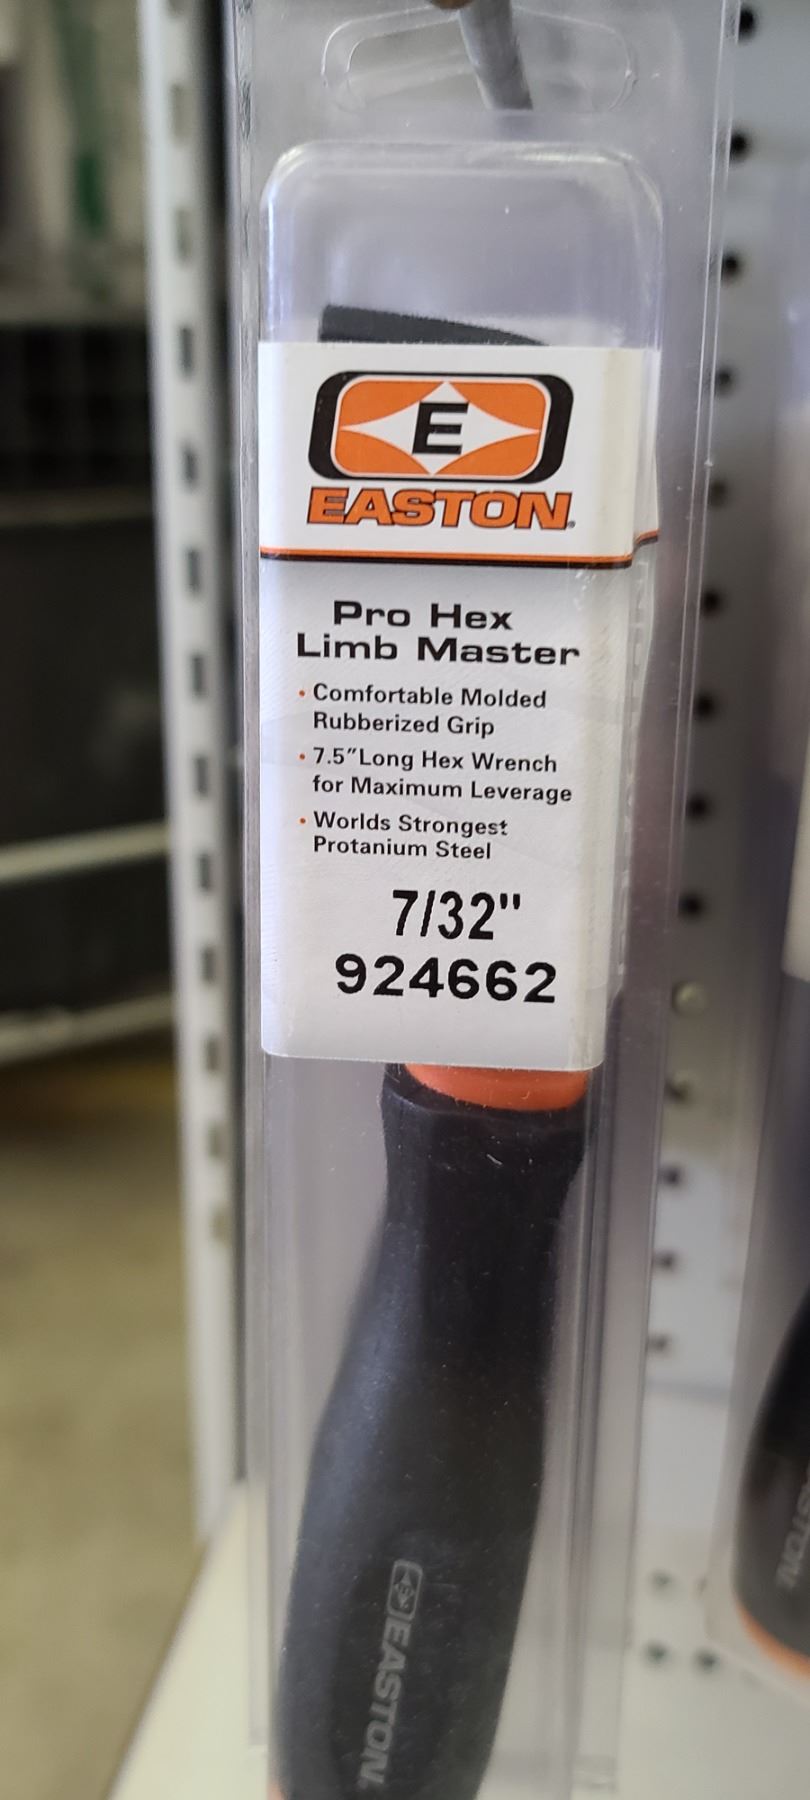 E
EASTON
Pro Hex
Limb Master
• Comfortable Molded
Rubberized Grip
• 7.5"Long Hex Wrench
for Maximum Leverage
• Worlds Strongest
Protanium Steel
7/32"
924662
E EASTON
EASTON